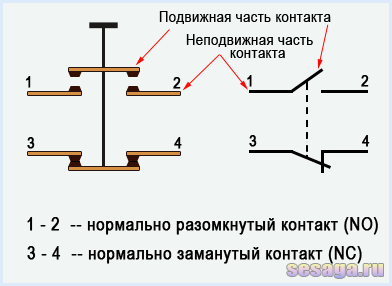 Подвижная часть контакта
Неподвижная часть
контакта
1
2
1
2
3
4
3
4
1 - 2 -- нормально разомкнутый контакт (NO)
3 - 4 -- нормально заманутый контакт (NC)
sesaga.ru